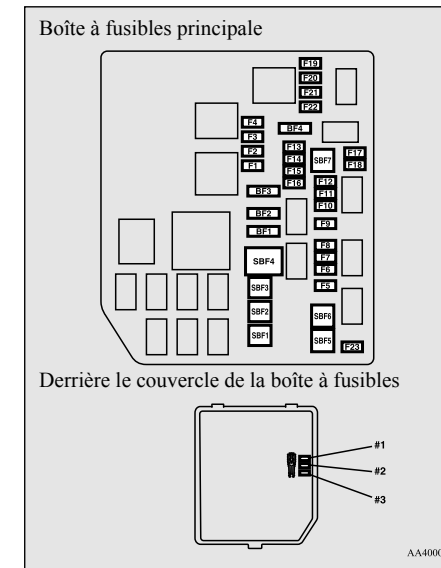 Boîte à fusibles principale
F19
F20
F21
F22
F4
F3
F2
F1
BF4
F13
F14
F15
F16
SBF7
F17
F18
BF3
F12
F11
F10
BF2
F9
BF1
SBF4
F8
F7
F6
F5
SBF3
SBF2
SBF1
SBF6
SBF5
F23
Derrière le couvercle de la boîte à fusibles
#1
#2
#3